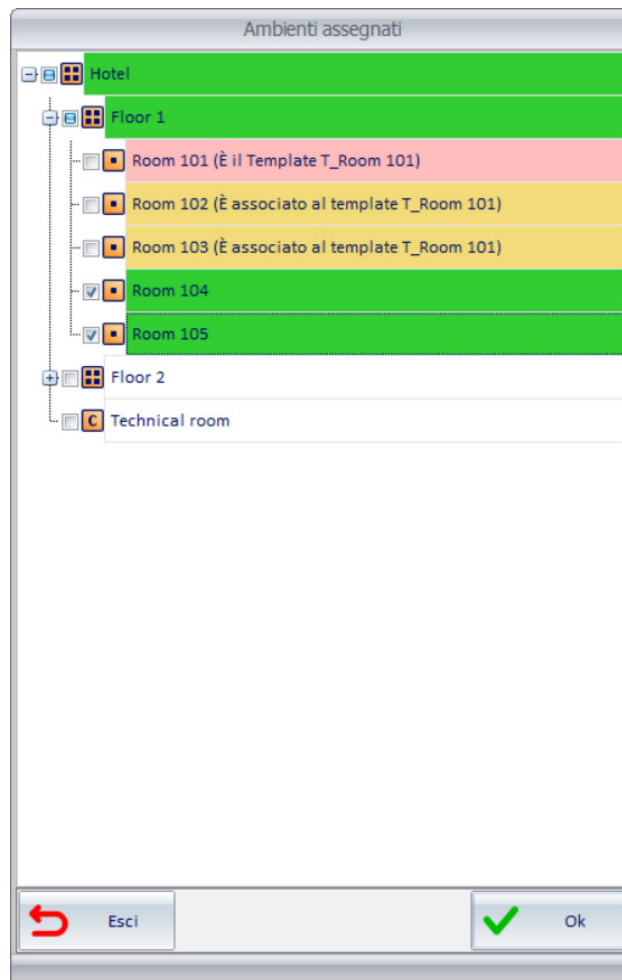 Ambienti assegnati
Hotel
Floor 1
Room 101 (È il Template T_Room 101)
Room 102 (È associato al template T_Room 101)
Room 103 (È associato al template T_Room 101)
Room 104
Room 105
Floor 2
C Technical room
Esci
Ok